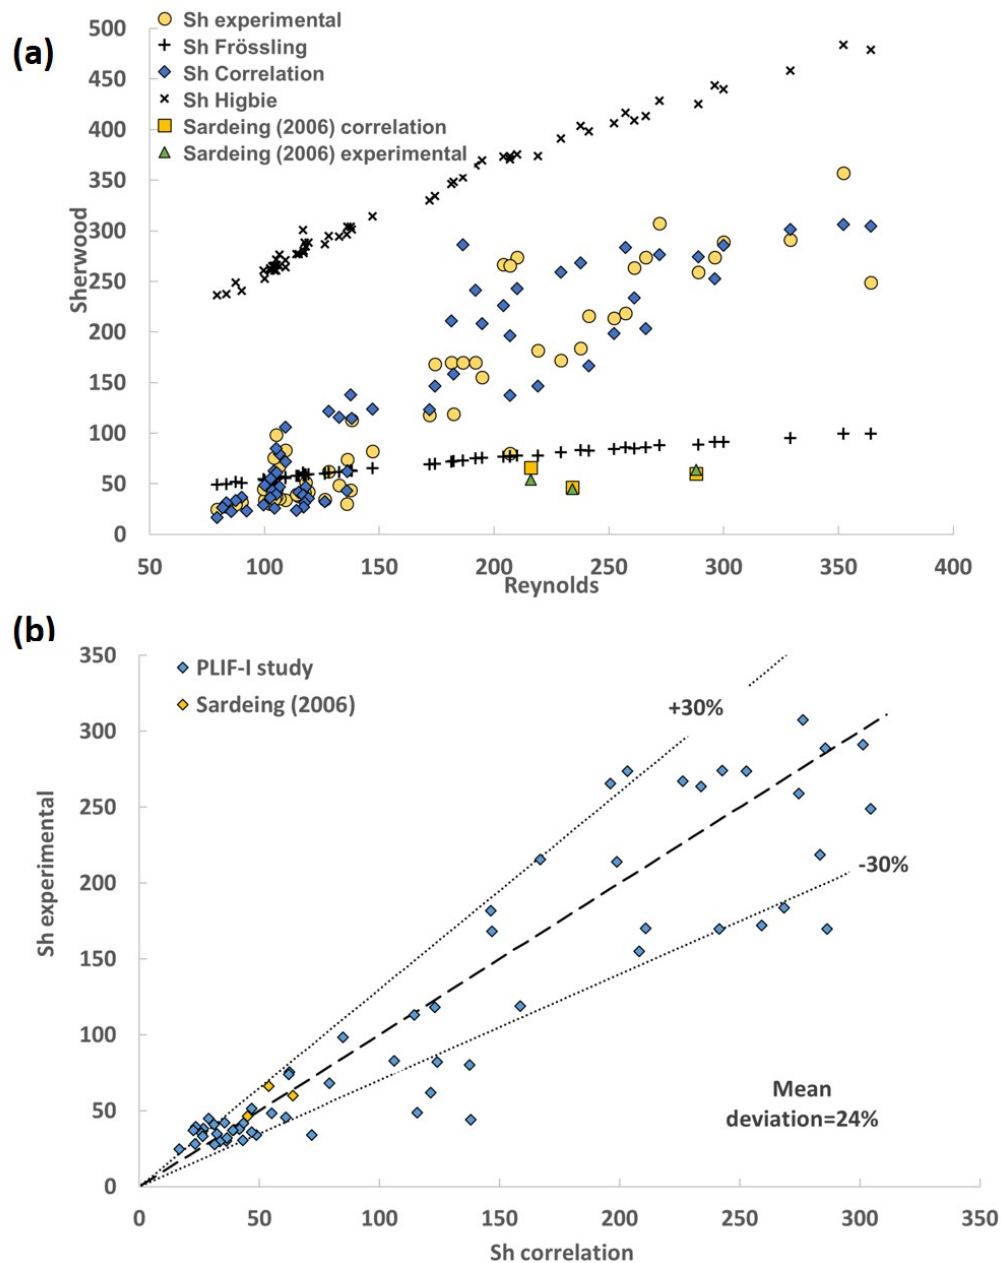 (a)
Sh experimental
Sh Frössling
Sh Correlation
Sh Higbie
Sardeing (2006) correlation
Sardeing (2006) experimental
500
450
400
350
300
250
200
150
100
50
0
Sherwood
50 100 150 200 250 300 350 400
Reynolds
(b)
PLIF-I study
Sardeing (2006)
+30%
-30%
Mean
deviation=24%
350
300
250
200
150
100
50
0
Sh experimental
0 50 100 150 200 250 300 350
Sh correlation